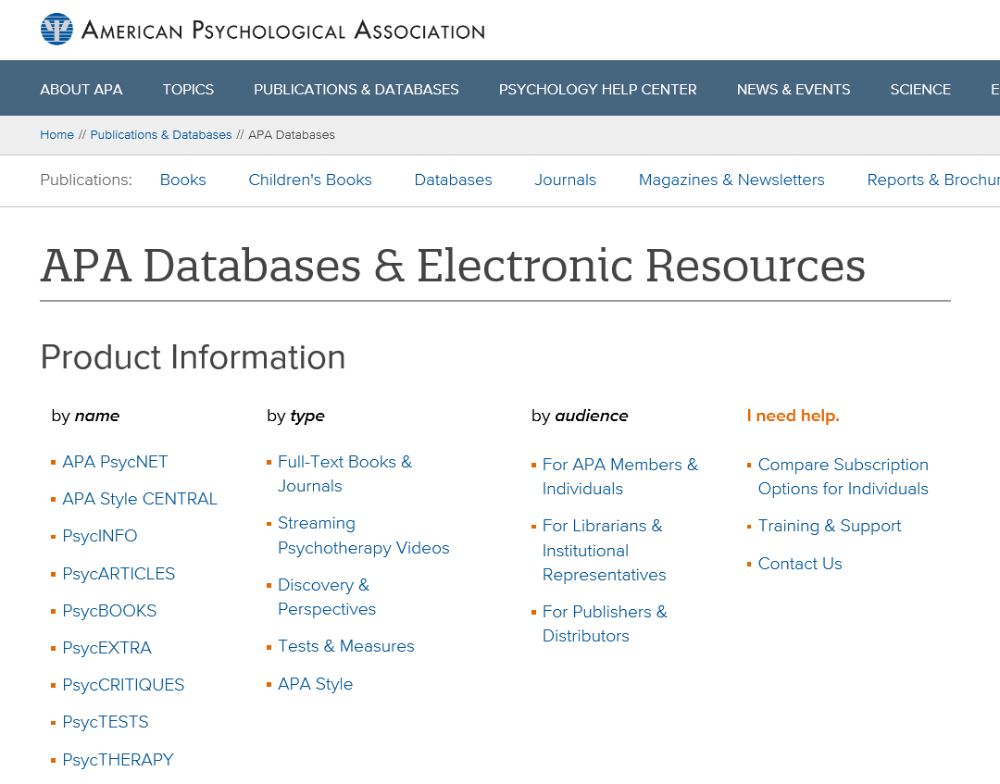 American Psychological Association
ABOUT APA TOPICS PUBLICATIONS & DATABASES PSYCHOLOGY HELP CENTER NEWS & EVENTS SCIENCE E
Home // Publications & Databases // APA Databases
Publications: Books Children's Books Databases Journals Magazines & Newsletters Reports & Brochur
APA Databases & Electronic Resources
Product Information
by name
APA PsycNET
APA Style CENTRAL
PsycINFO
PsycARTICLES
PsycBOOKS
PsycEXTRA
PsycCRITIQUES
PsycTESTS
PsycTHERAPY
by type
Full-Text Books &
Journals
Streaming
Psychotherapy Videos
Discovery &
Perspectives
Tests & Measures
APA Style
by audience
For APA Members &
Individuals
For Librarians &
Institutional
Representatives
For Publishers &
Distributors
I need help.
Compare Subscription
Options for Individuals
Training & Support
Contact Us